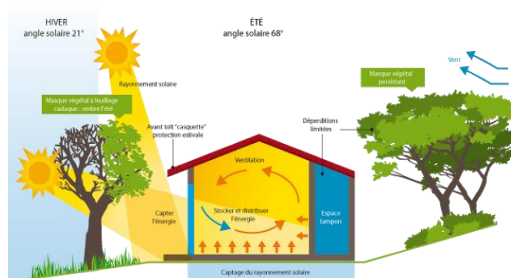 HIVER
angle solaire 21°
ÉTÉ
angle solaire 68°
Rayonnement solaire
Masque végétal à feuillage
caduque : ombre l'été
Avant toit "casquette"
protection estivale
Déperditions
limitées
Masque végétal
persistant
Vent
Ventilation
Capter
l'énergie
Stocker et distribuer
l'énergie
Espace
tampon
Captage du rayonnement solaire